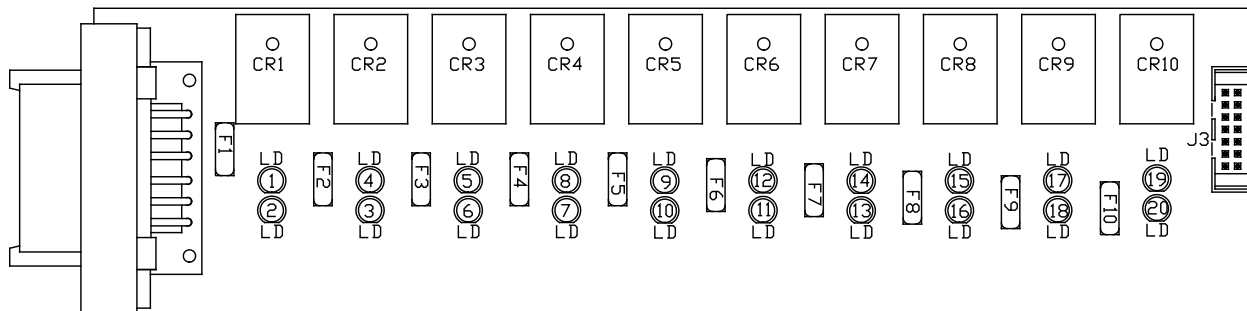 CR1 CR2 CR3 CR4 CR5 CR6 CR7 CR8 CR9 CR10
J3
F1 F2 F3 F4 F5 F6 F7 F8 F9 F10
LD LD LD LD LD LD LD LD LD LD
1 4 5 8 9 12 14 15 17 19
2 3 6 7 10 11 13 16 18 20
LD LD LD LD LD LD LD LD LD LD